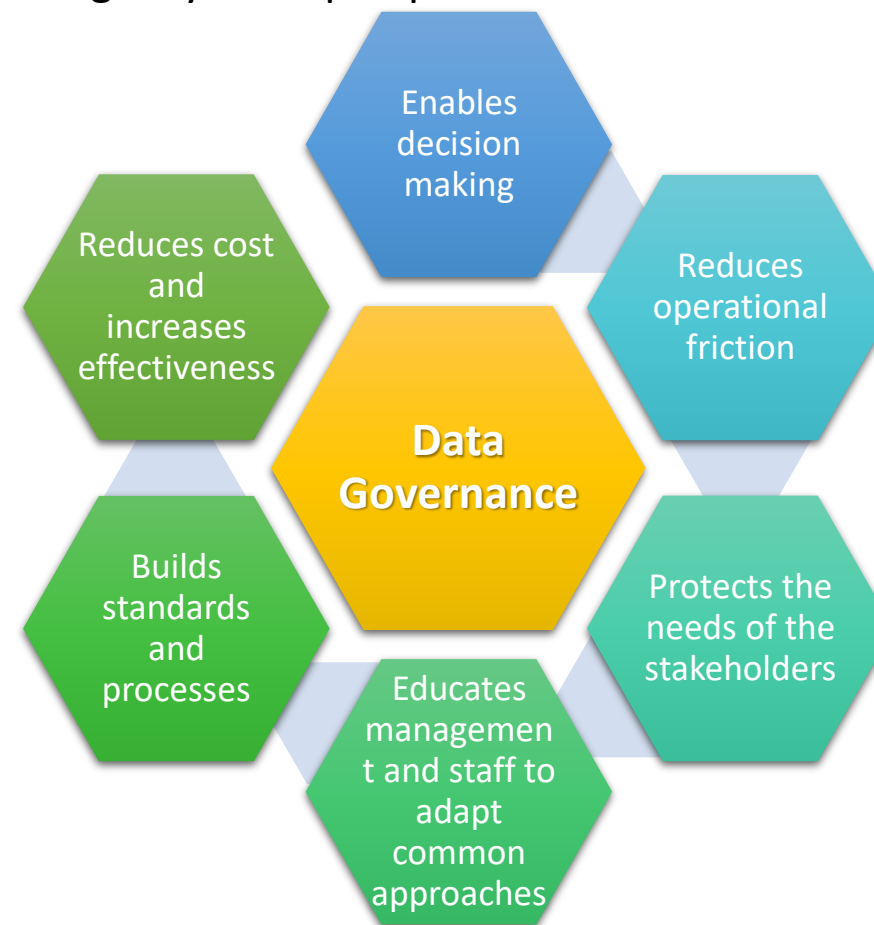 Enables
decision
making
Reduces
operational
friction
Protects the
needs of the
stakeholders
Educates
managemen
t and staff to
adapt
common
approaches
Builds
standards
and
processes
Reduces cost
and
increases
effectiveness
Data
Governance